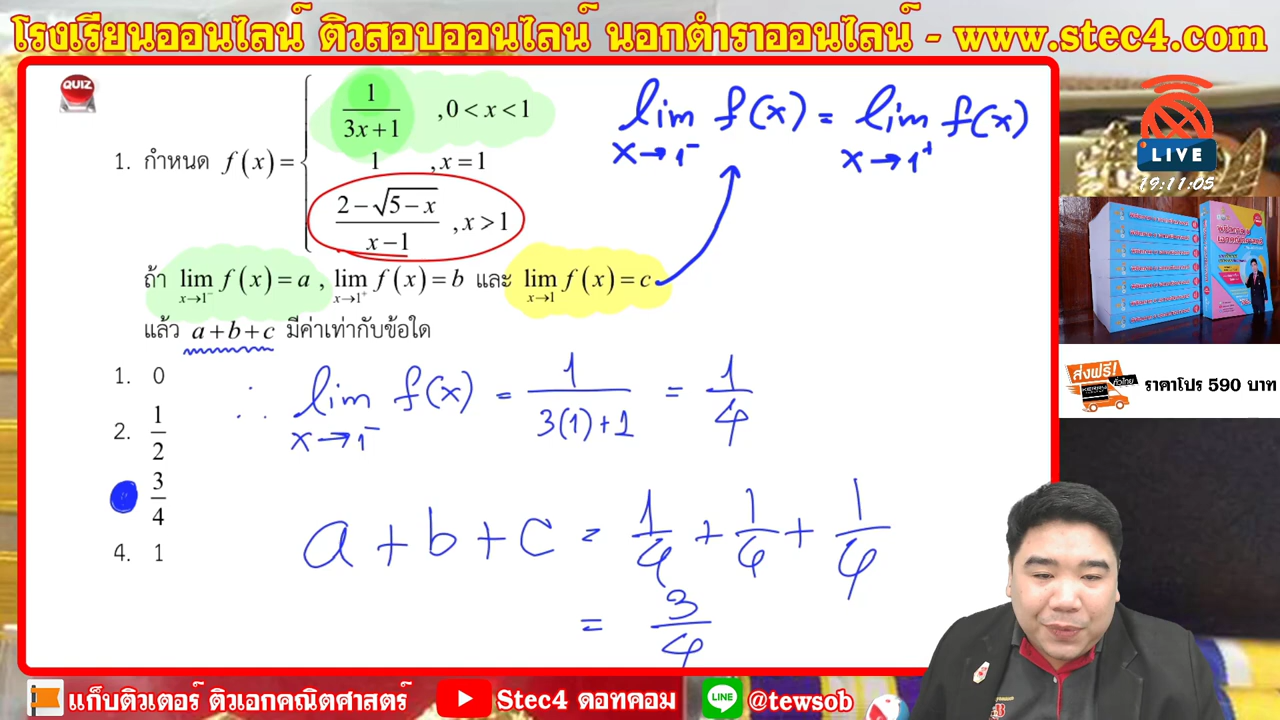 โรงเรียนออนไลน์ ติวสอบออนไลน์ นอกตำราออนไลน์ - www.stec4.com
QUIZ
1. กำหนด f(x) = { 1/(3x+1) , 0 < x < 1
1 , x = 1
(2 − √(5 − x))/(x − 1) , x > 1
lim x→1⁻ f(x) = lim x→1⁺ f(x)
ถ้า lim x→1⁻ f(x) = a , lim x→1⁺ f(x) = b และ lim x→1 f(x) = c
แล้ว a + b + c มีค่าเท่ากับข้อใด
1. 0
2. 1/2
3/4
4. 1
∴ lim x→1⁻ f(x) = 1/(3(1)+1) = 1/4
a + b + c = 1/4 + 1/4 + 1/4
= 3/4
LIVE
19:11:05
ส่งฟรี!
ทั่วไทย
KERRY
ราคาโปร 590 บาท
แก๊บติวเตอร์ ติวเอกคณิตศาสตร์
Stec4 ดอทคอม
LINE
@tewsob